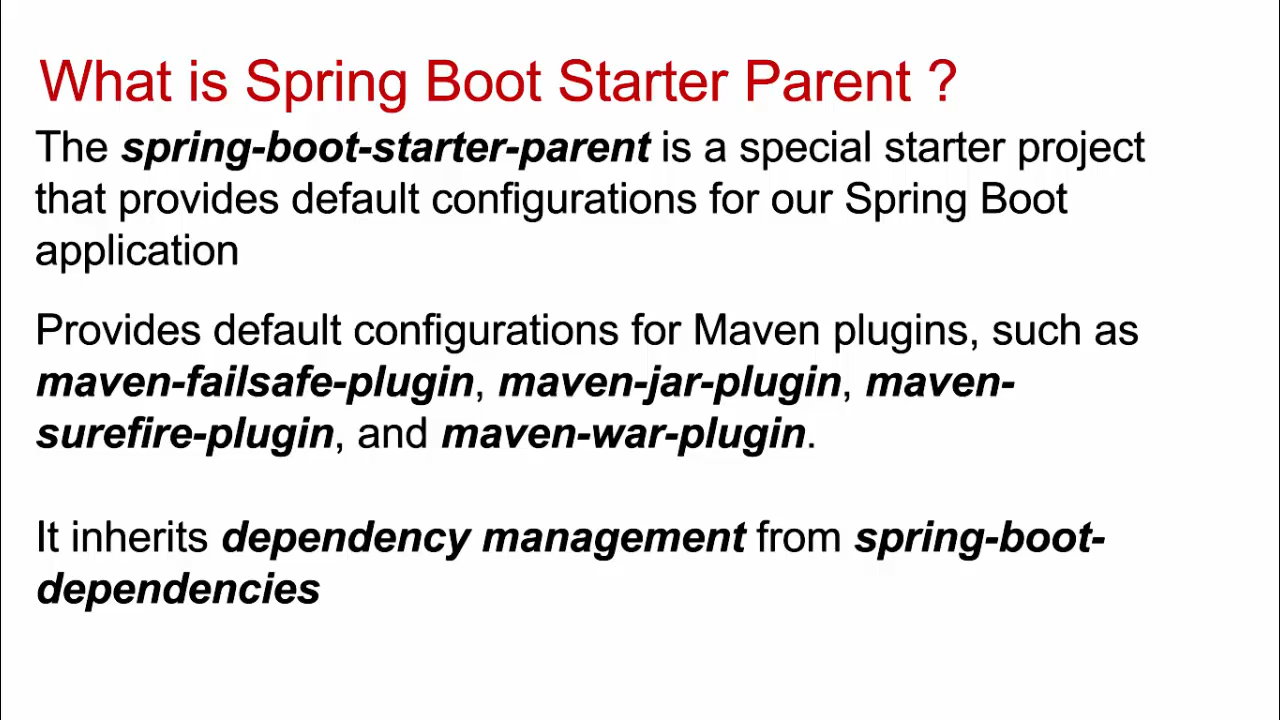 What is Spring Boot Starter Parent ?
The spring-boot-starter-parent is a special starter project
that provides default configurations for our Spring Boot
application
Provides default configurations for Maven plugins, such as
maven-failsafe-plugin, maven-jar-plugin, maven-
surefire-plugin, and maven-war-plugin.
It inherits dependency management from spring-boot-
dependencies